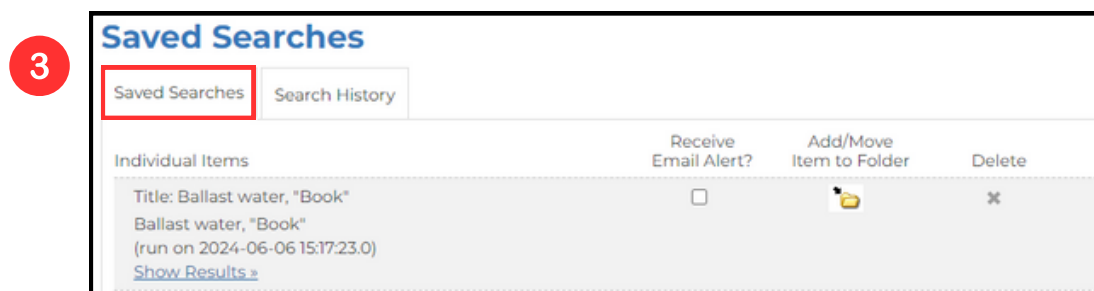 3
Saved Searches
Saved Searches Search History
Individual Items
Receive
Email Alert?
Add/Move
Item to Folder
Delete
Title: Ballast water, "Book"
Ballast water, "Book"
(run on 2024-06-06 15:17:23.0)
Show Results »